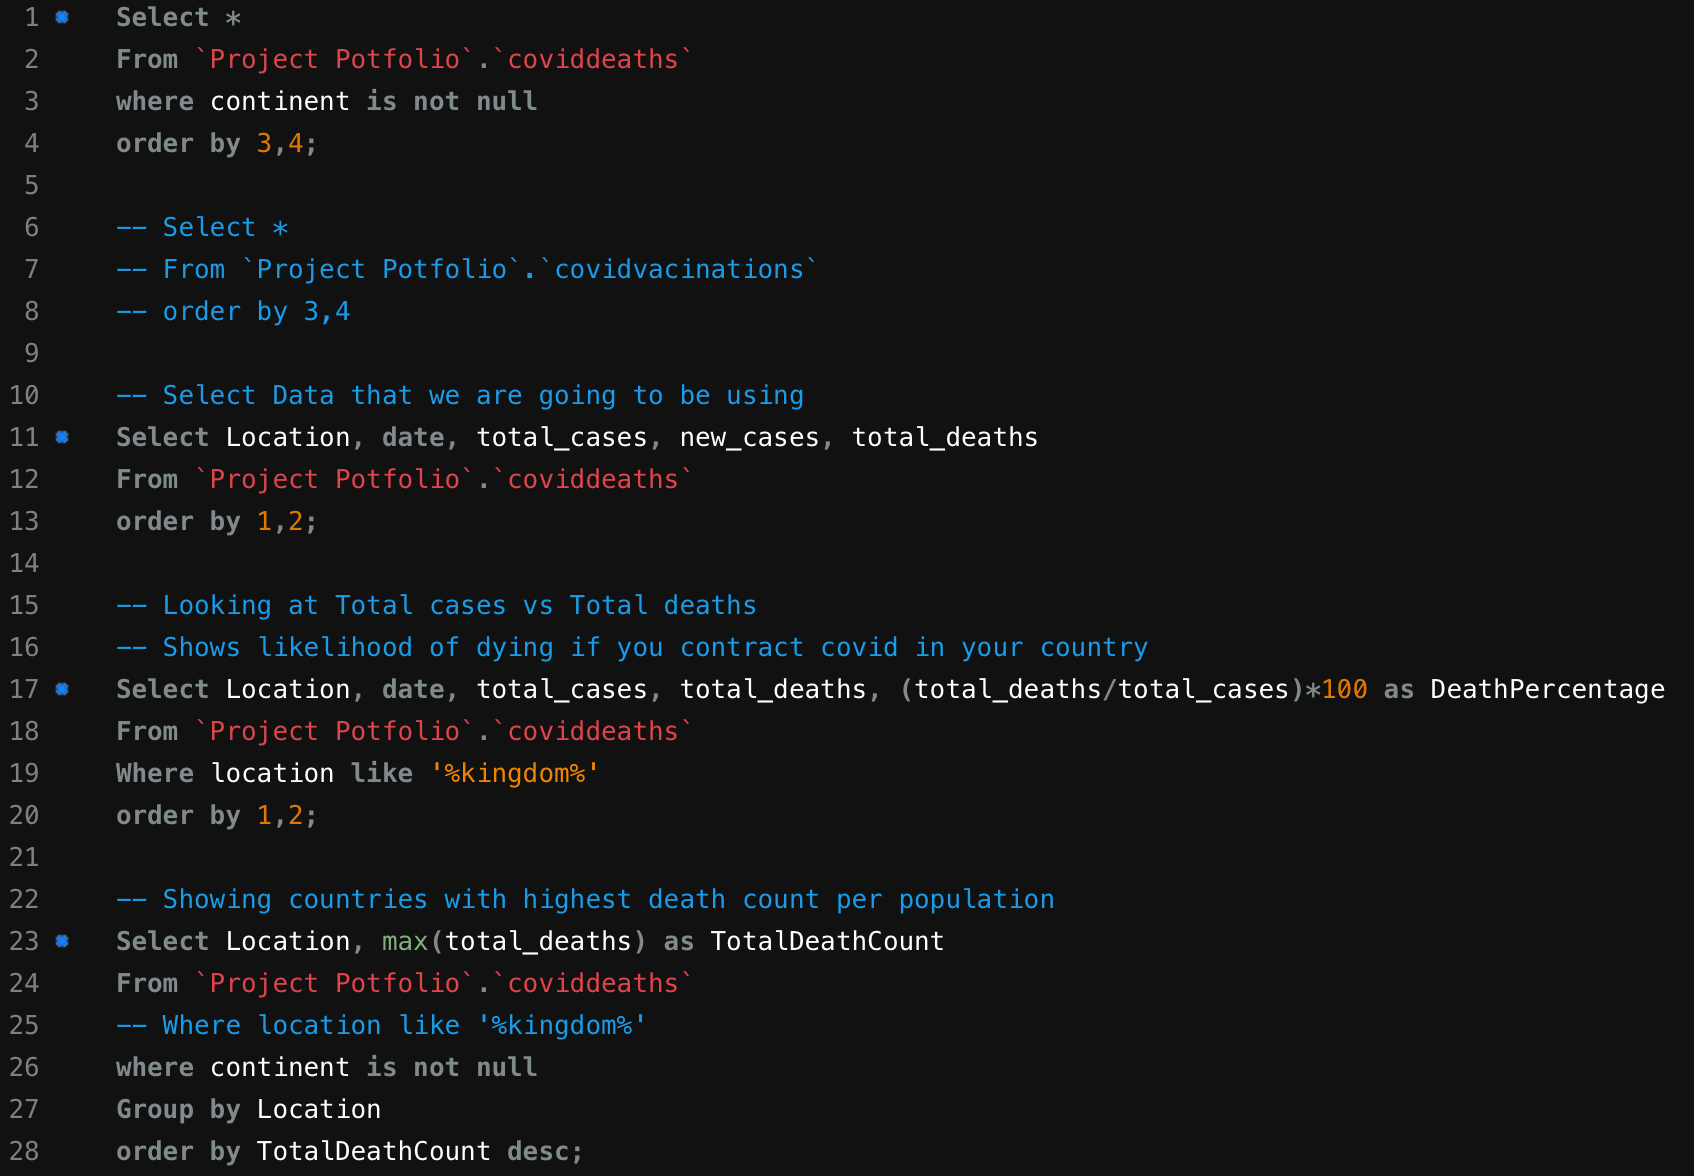 1 Select *
2 From `Project Potfolio`.`coviddeaths`
3 where continent is not null
4 order by 3,4;
5
6 -- Select *
7 -- From `Project Potfolio`.`covidvacinations`
8 -- order by 3,4
9
10 -- Select Data that we are going to be using
11 Select Location, date, total_cases, new_cases, total_deaths
12 From `Project Potfolio`.`coviddeaths`
13 order by 1,2;
14
15 -- Looking at Total cases vs Total deaths
16 -- Shows likelihood of dying if you contract covid in your country
17 Select Location, date, total_cases, total_deaths, (total_deaths/total_cases)*100 as DeathPercentage
18 From `Project Potfolio`.`coviddeaths`
19 Where location like '%kingdom%'
20 order by 1,2;
21
22 -- Showing countries with highest death count per population
23 Select Location, max(total_deaths) as TotalDeathCount
24 From `Project Potfolio`.`coviddeaths`
25 -- Where location like '%kingdom%'
26 where continent is not null
27 Group by Location
28 order by TotalDeathCount desc;